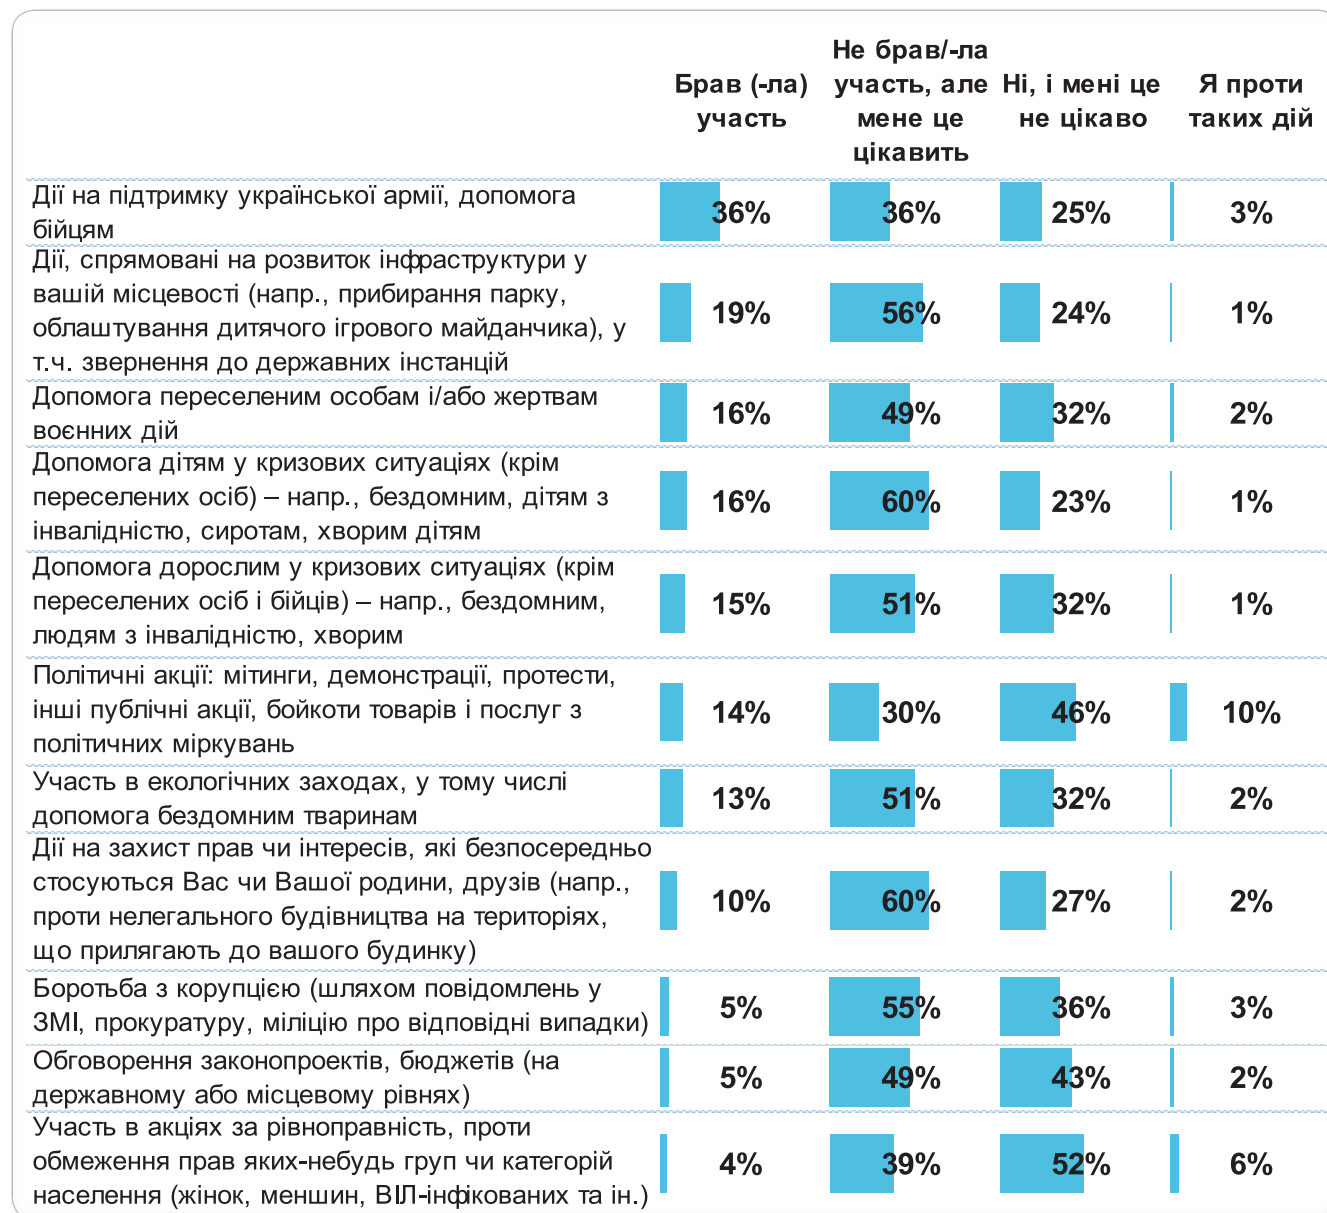 Брав (-ла)
участь
Не брав/-ла
участь, але
мене це
цікавить
Ні, і мені це
не цікаво
Я проти
таких дій
Дії на підтримку української армії, допомога
бійцям
36% 36% 25% 3%
Дії, спрямовані на розвиток інфраструктури у
вашій місцевості (напр., прибирання парку,
облаштування дитячого ігрового майданчика), у
т.ч. звернення до державних інстанцій
19% 56% 24% 1%
Допомога переселеним особам і/або жертвам
воєнних дій
16% 49% 32% 2%
Допомога дітям у кризових ситуаціях (крім
переселених осіб) – напр., бездомним, дітям з
інвалідністю, сиротам, хворим дітям
16% 60% 23% 1%
Допомога дорослим у кризових ситуаціях (крім
переселених осіб і бійців) – напр., бездомним,
людям з інвалідністю, хворим
15% 51% 32% 1%
Політичні акції: мітинги, демонстрації, протести,
інші публічні акції, бойкоти товарів і послуг з
політичних міркувань
14% 30% 46% 10%
Участь в екологічних заходах, у тому числі
допомога бездомним тваринам
13% 51% 32% 2%
Дії на захист прав чи інтересів, які безпосередньо
стосуються Вас чи Вашої родини, друзів (напр.,
проти нелегального будівництва на територіях,
що прилягають до вашого будинку)
10% 60% 27% 2%
Боротьба з корупцією (шляхом повідомлень у
ЗМІ, прокуратуру, міліцію про відповідні випадки)
5% 55% 36% 3%
Обговорення законопроектів, бюджетів (на
державному або місцевому рівнях)
5% 49% 43% 2%
Участь в акціях за рівноправність, проти
обмеження прав яких-небудь груп чи категорій
населення (жінок, меншин, ВІЛ-інфікованих та ін.)
4% 39% 52% 6%